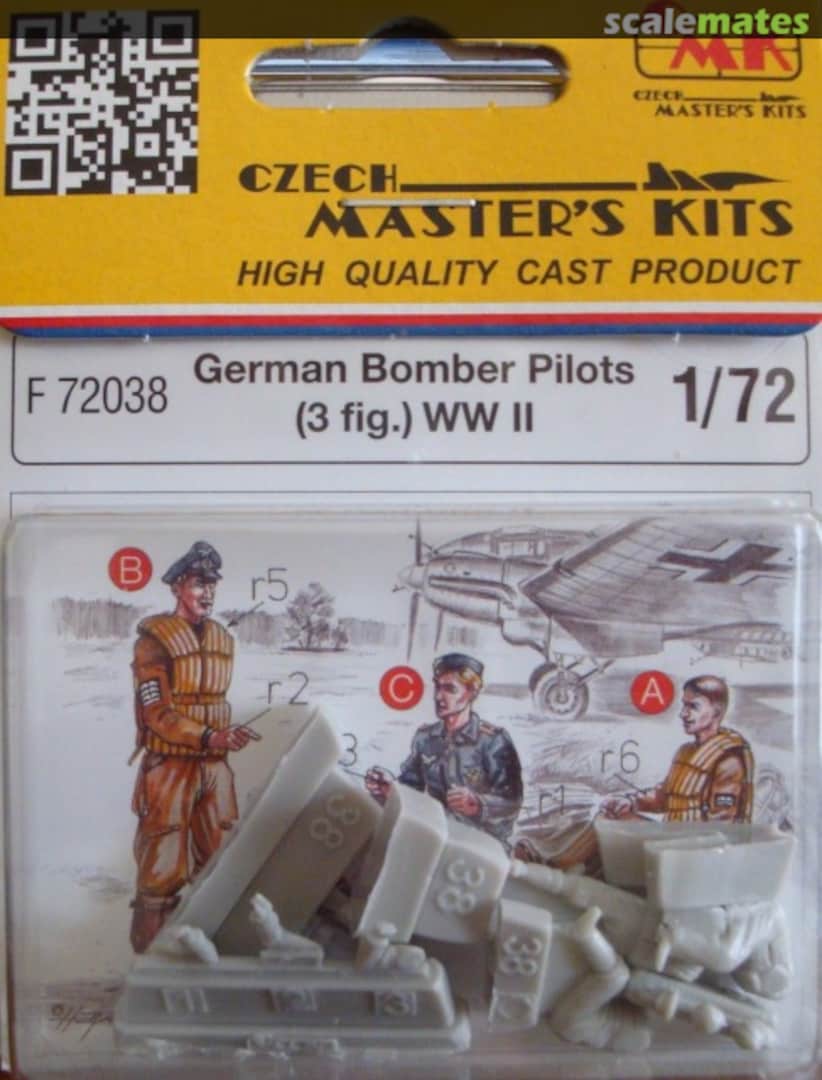 scalemates
MK
CZECH
MASTER'S KITS
CZECH
MASTER'S KITS
HIGH QUALITY CAST PRODUCT
F 72038
German Bomber Pilots
(3 fig.) WW II
1/72
B
r5
r2
C
A
3
r6
r1
38
38
38